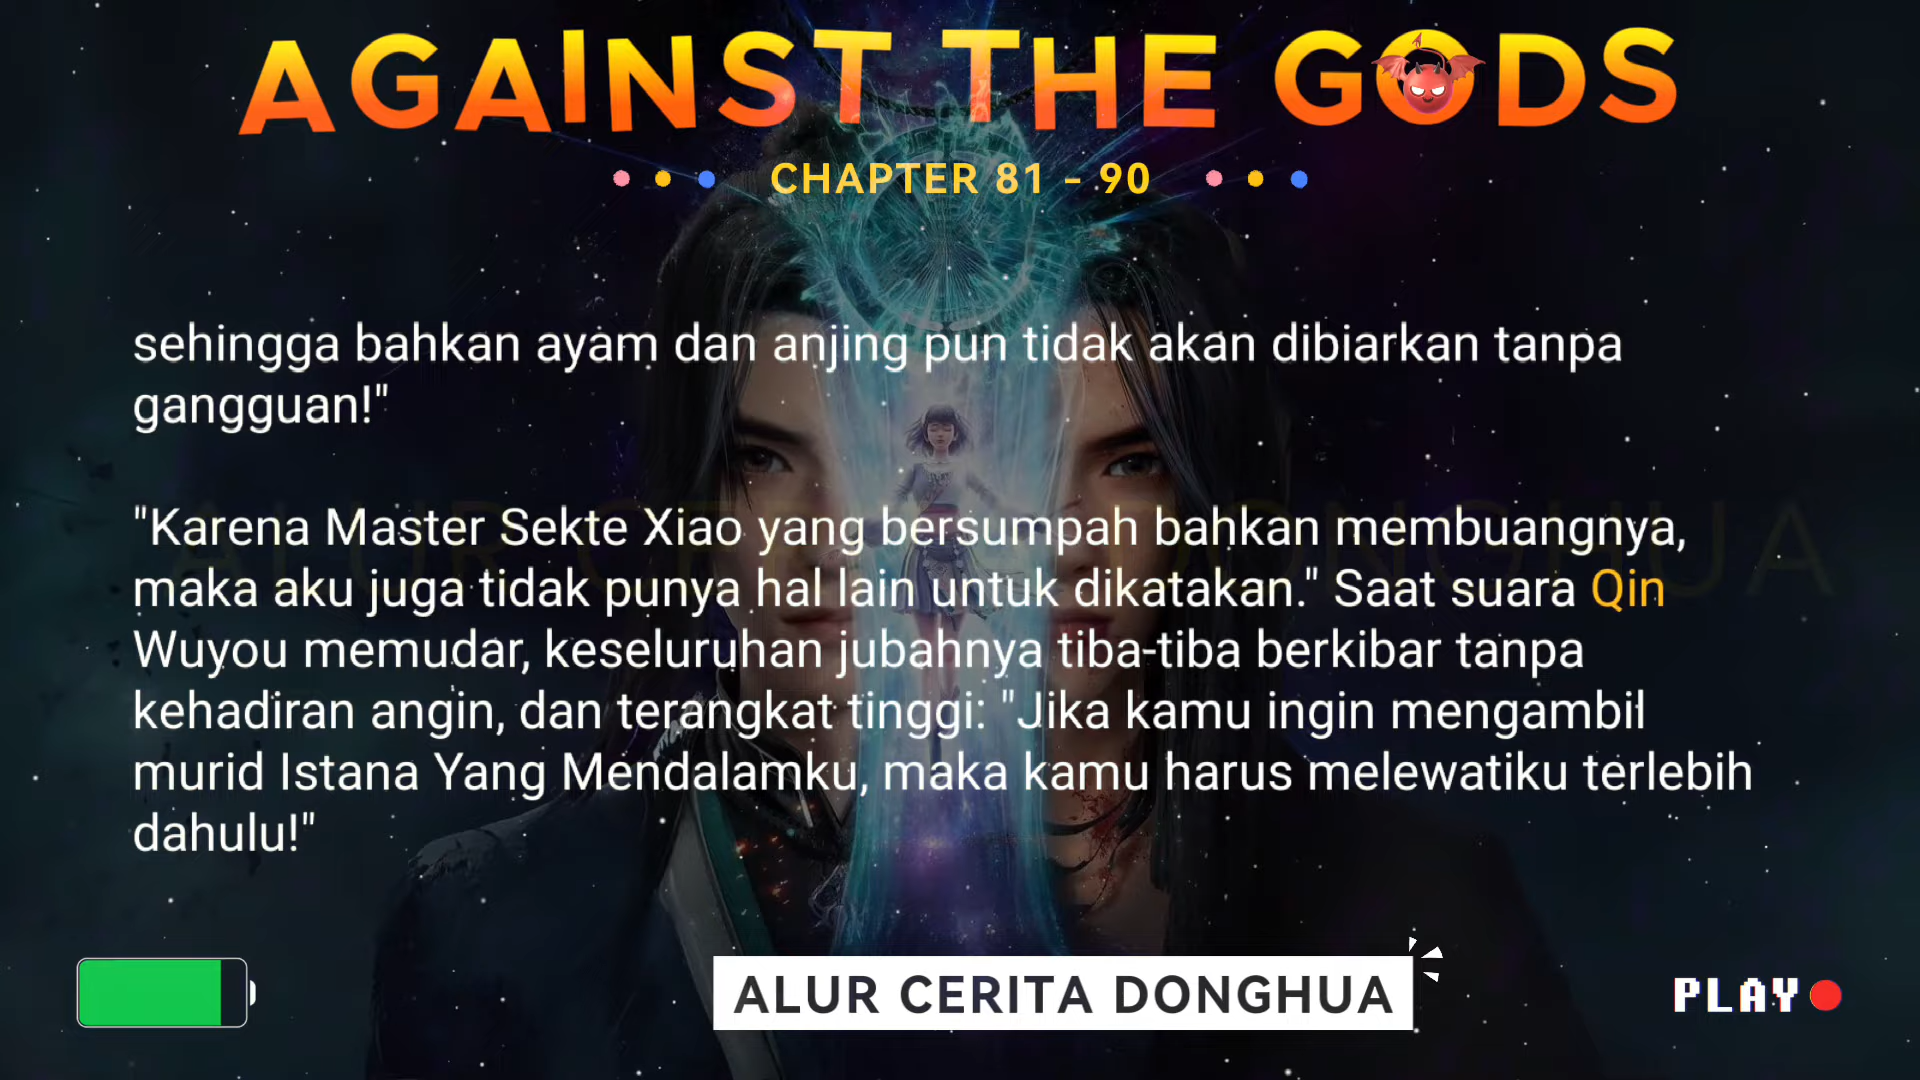 AGAINST THE GODS
CHAPTER 81 - 90
sehingga bahkan ayam dan anjing pun tidak akan dibiarkan tanpa
gangguan!"
"Karena Master Sekte Xiao yang bersumpah bahkan membuangnya,
maka aku juga tidak punya hal lain untuk dikatakan." Saat suara Qin
Wuyou memudar, keseluruhan jubahnya tiba-tiba berkibar tanpa
kehadiran angin, dan terangkat tinggi: "Jika kamu ingin mengambil
murid Istana Yang Mendalamku, maka kamu harus melewatiku terlebih
dahulu!"
ALUR CERITA DONGHUA
ALUR CERITA DONGHUA
PLAY